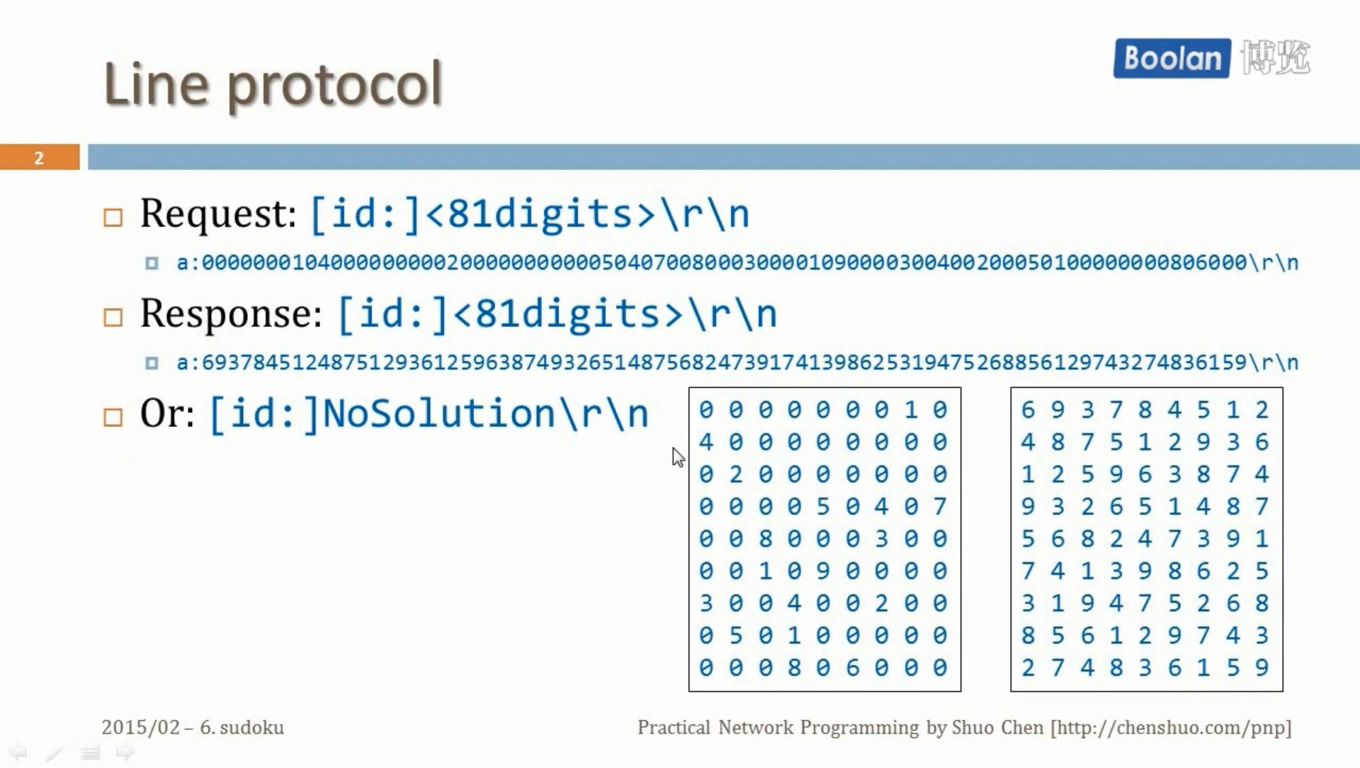 Boolan 博览
Line protocol
2
Request: [id:]<81digits>\r\n
a:000000010400000000020000000000050407008000300001090000300400200050100000000806000\r\n
Response: [id:]<81digits>\r\n
a:693784512487512936125963874932651487568247391741398625319475268856129743274836159\r\n
Or: [id:]NoSolution\r\n
0 0 0 0 0 0 0 1 0
4 0 0 0 0 0 0 0 0
0 2 0 0 0 0 0 0 0
0 0 0 0 5 0 4 0 7
0 0 8 0 0 0 3 0 0
0 0 1 0 9 0 0 0 0
3 0 0 4 0 0 2 0 0
0 5 0 1 0 0 0 0 0
0 0 0 8 0 6 0 0 0
6 9 3 7 8 4 5 1 2
4 8 7 5 1 2 9 3 6
1 2 5 9 6 3 8 7 4
9 3 2 6 5 1 4 8 7
5 6 8 2 4 7 3 9 1
7 4 1 3 9 8 6 2 5
3 1 9 4 7 5 2 6 8
8 5 6 1 2 9 7 4 3
2 7 4 8 3 6 1 5 9
2015/02 – 6. sudoku
Practical Network Programming by Shuo Chen [http://chenshuo.com/pnp]